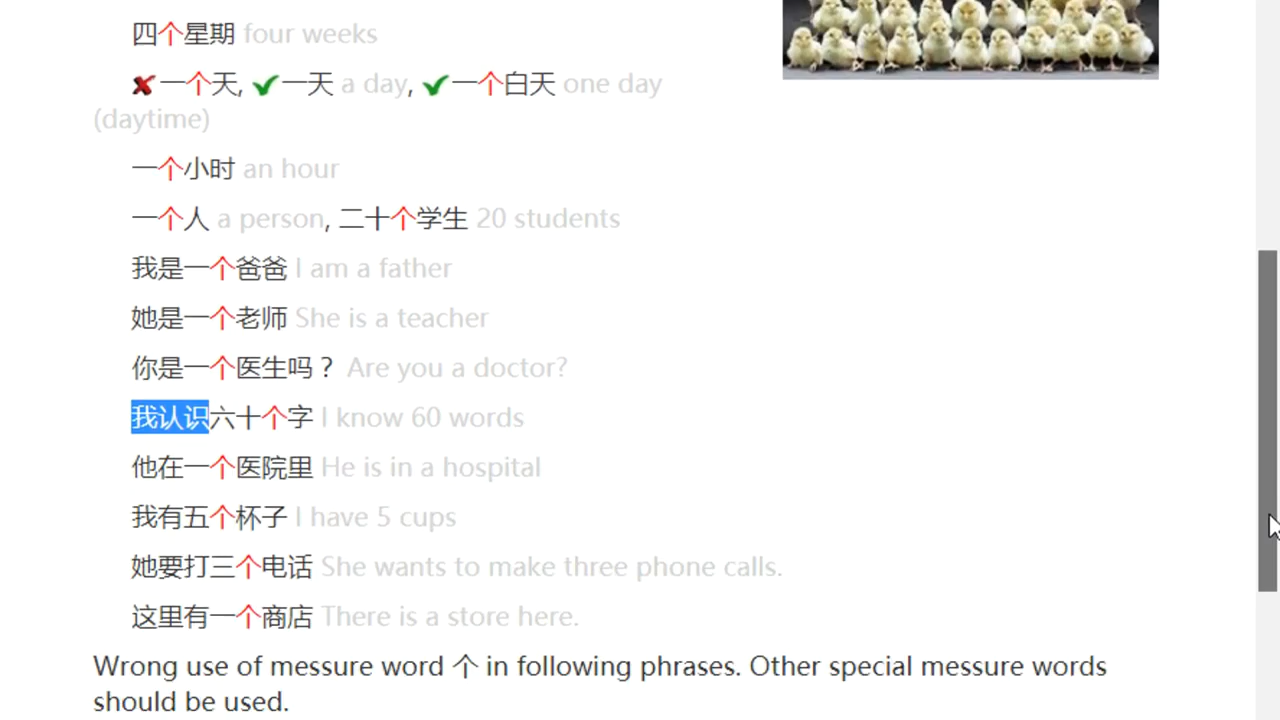 四个星期 four weeks
一个天, 一天 a day, 一个白天 one day
(daytime)
一个小时 an hour
一个人 a person, 二十个学生 20 students
我是一个爸爸 I am a father
她是一个老师 She is a teacher
你是一个医生吗？ Are you a doctor?
我认识六十个字 I know 60 words
他在一个医院里 He is in a hospital
我有五个杯子 I have 5 cups
她要打三个电话 She wants to make three phone calls.
这里有一个商店 There is a store here.
Wrong use of messure word 个 in following phrases. Other special messure words
should be used.